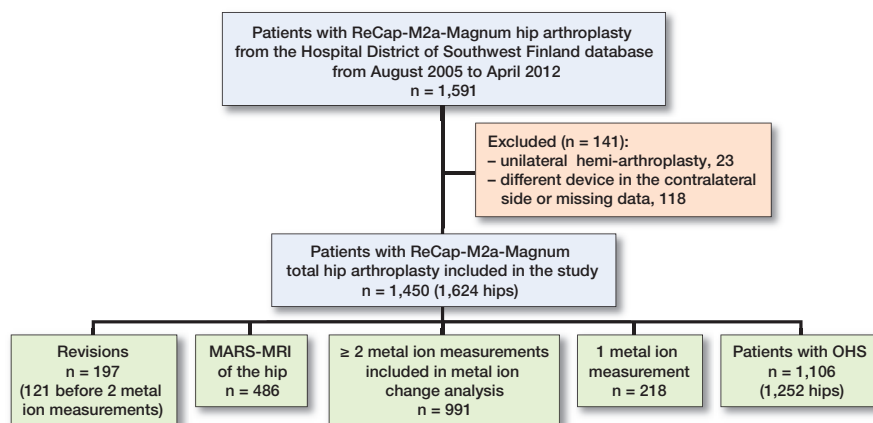 Patients with ReCap-M2a-Magnum hip arthroplasty
from the Hospital District of Southwest Finland database
from August 2005 to April 2012
n = 1,591
Excluded (n = 141):
– unilateral hemi-arthroplasty, 23
– different device in the contralateral
side or missing data, 118
Patients with ReCap-M2a-Magnum
total hip arthroplasty included in the study
n = 1,450 (1,624 hips)
Revisions
n = 197
(121 before 2 metal
ion measurements)
MARS-MRI
of the hip
n = 486
≥ 2 metal ion measurements
included in metal ion
change analysis
n = 991
1 metal ion
measurement
n = 218
Patients with OHS
n = 1,106
(1,252 hips)